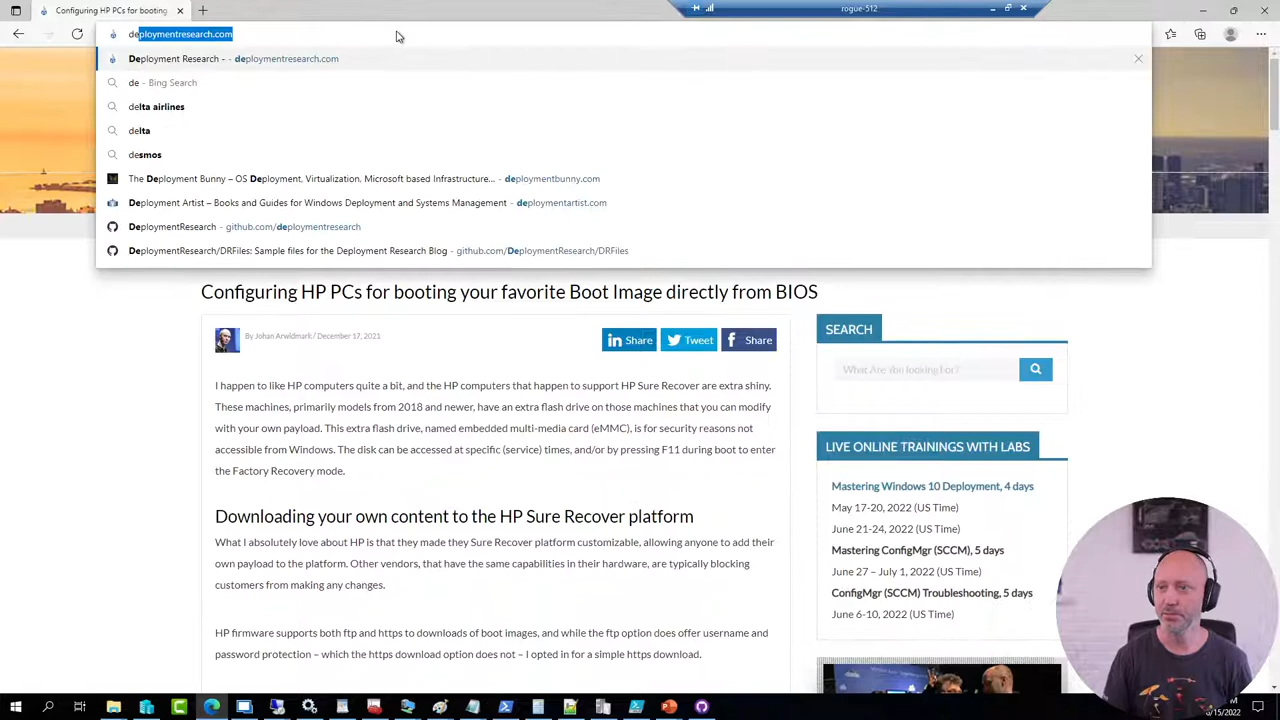 Configuring HP PCs for booting
rogue-512
deploymentresearch.com
Deployment Research - - deploymentresearch.com
de - Bing Search
delta airlines
delta
desmos
The Deployment Bunny – OS Deployment, Virtualization, Microsoft based Infrastructure... - deploymentbunny.com
Deployment Artist – Books and Guides for Windows Deployment and Systems Management - deploymentartist.com
DeploymentResearch - github.com/deploymentresearch
DeploymentResearch/DRFiles: Sample files for the Deployment Research Blog - github.com/DeploymentResearch/DRFiles
Configuring HP PCs for booting your favorite Boot Image directly from BIOS
By Johan Arwidmark / December 17, 2021
Share
Tweet
Share
I happen to like HP computers quite a bit, and the HP computers that happen to support HP Sure Recover are extra shiny.
These machines, primarily models from 2018 and newer, have an extra flash drive on those machines that you can modify
with your own payload. This extra flash drive, named embedded multi-media card (eMMC), is for security reasons not
accessible from Windows. The disk can be accessed at specific (service) times, and/or by pressing F11 during boot to enter
the Factory Recovery mode.
Downloading your own content to the HP Sure Recover platform
What I absolutely love about HP is that they made they Sure Recover platform customizable, allowing anyone to add their
own payload to the platform. Other vendors, that have the same capabilities in their hardware, are typically blocking
customers from making any changes.
HP firmware supports both ftp and https to downloads of boot images, and while the ftp option does offer username and
password protection – which the https download option does not – I opted in for a simple https download.
SEARCH
What Are You looking For?
LIVE ONLINE TRAININGS WITH LABS
Mastering Windows 10 Deployment, 4 days
May 17-20, 2022 (US Time)
June 21-24, 2022 (US Time)
Mastering ConfigMgr (SCCM), 5 days
June 27 – July 1, 2022 (US Time)
ConfigMgr (SCCM) Troubleshooting, 5 days
June 6-10, 2022 (US Time)
/15/2022